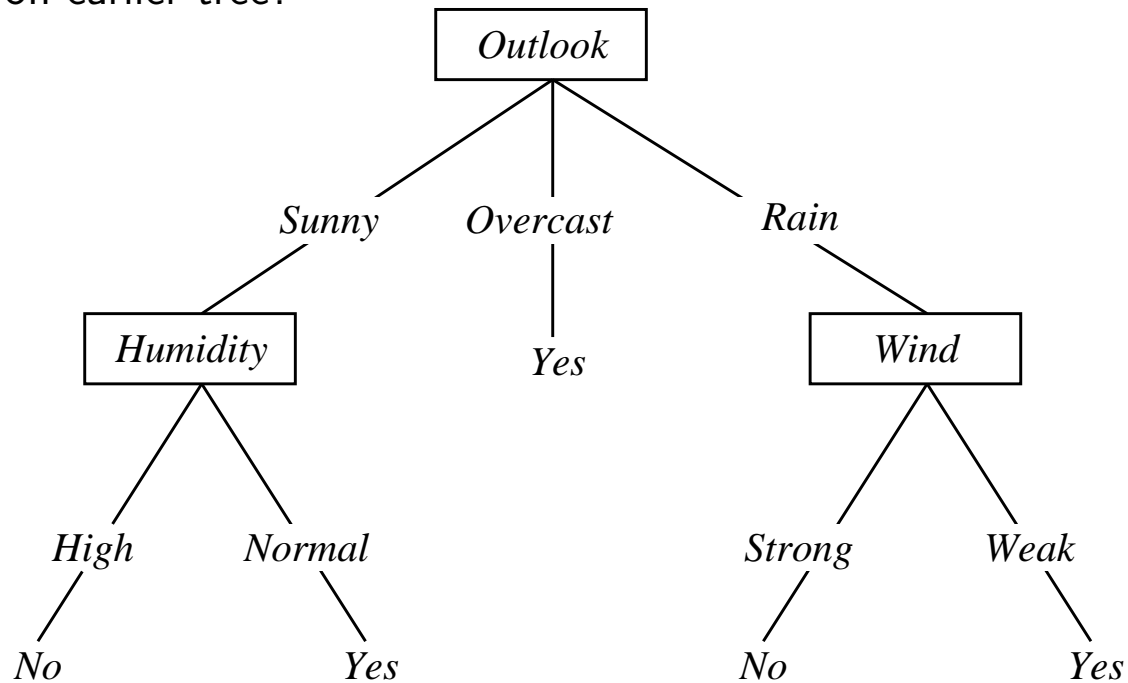 on earlier tree?
Outlook
Sunny Overcast Rain
Humidity Yes Wind
High Normal Strong Weak
No Yes No Yes